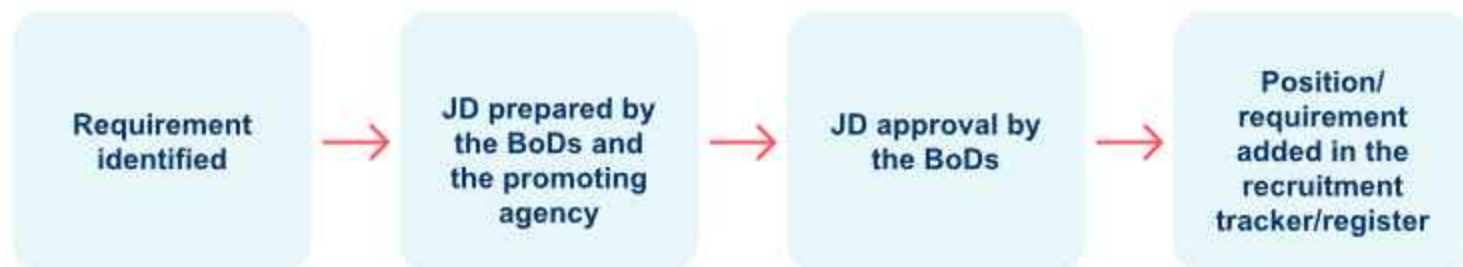 Requirement
identified
JD prepared by
the BoDs and
the promoting
agency
JD approval by
the BoDs
Position/
requirement
added in the
recruitment
tracker/register